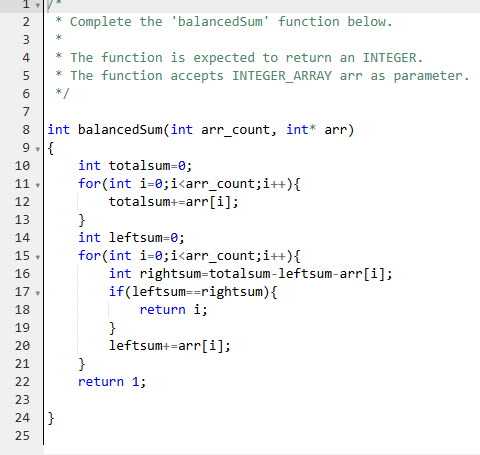 1 /*
2  * Complete the 'balancedSum' function below.
3  *
4  * The function is expected to return an INTEGER.
5  * The function accepts INTEGER_ARRAY arr as parameter.
6  */
7
8 int balancedSum(int arr_count, int* arr)
9 {
10     int totalsum=0;
11     for(int i=0;i<arr_count;i++){
12         totalsum+=arr[i];
13     }
14     int leftsum=0;
15     for(int i=0;i<arr_count;i++){
16         int rightsum=totalsum-leftsum-arr[i];
17         if(leftsum==rightsum){
18             return i;
19         }
20         leftsum+=arr[i];
21     }
22     return 1;
23
24 }
25